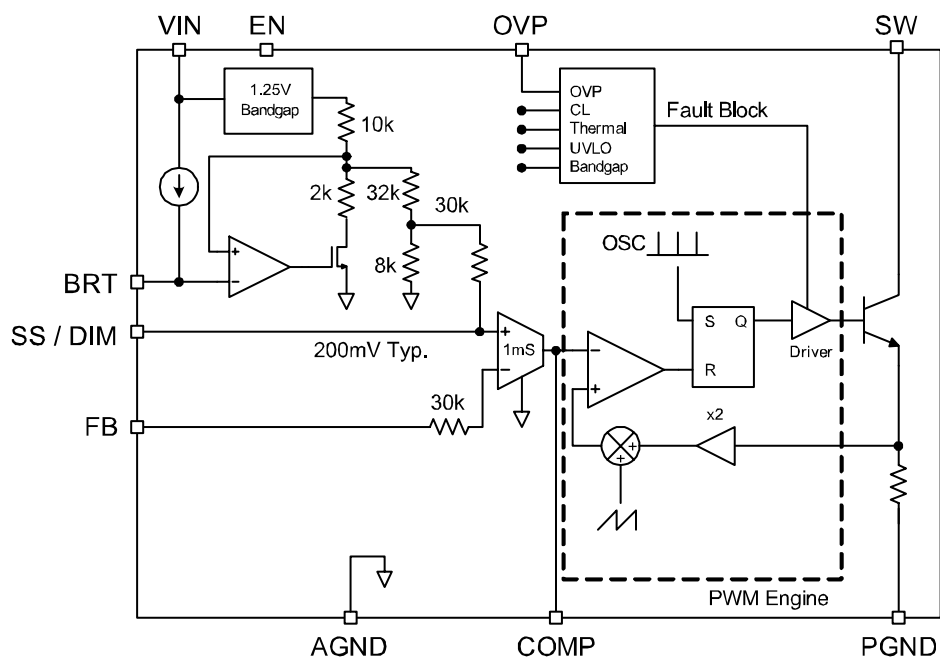 VIN
EN
OVP
SW
1.25V
Bandgap
OVP
CL
Thermal
UVLO
Bandgap
Fault Block
10k
2k
32k
30k
8k
+
−
BRT
SS / DIM
200mV Typ.
+
1mS
−
FB
30k
OSC
S
Q
R
Driver
−
+
x2
+
+
PWM Engine
AGND
COMP
PGND